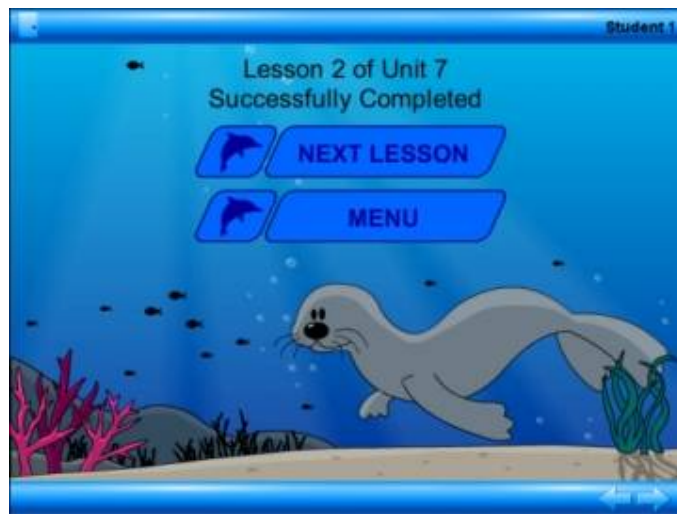 Student 1
Lesson 2 of Unit 7
Successfully Completed
NEXT LESSON
MENU